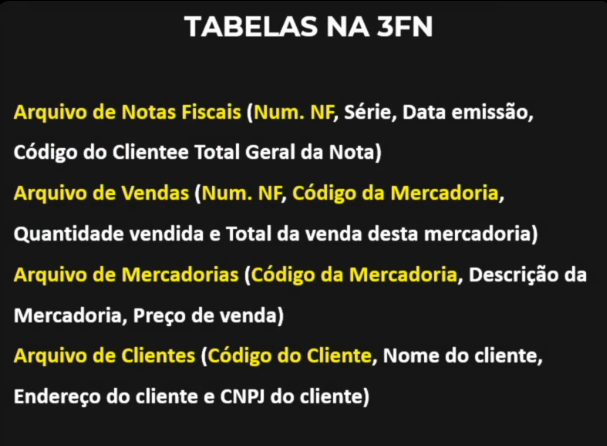 TABELAS NA 3FN
Arquivo de Notas Fiscais (Num. NF, Série, Data emissão,
Código do Clientee Total Geral da Nota)
Arquivo de Vendas (Num. NF, Código da Mercadoria,
Quantidade vendida e Total da venda desta mercadoria)
Arquivo de Mercadorias (Código da Mercadoria, Descrição da
Mercadoria, Preço de venda)
Arquivo de Clientes (Código do Cliente, Nome do cliente,
Endereço do cliente e CNPJ do cliente)